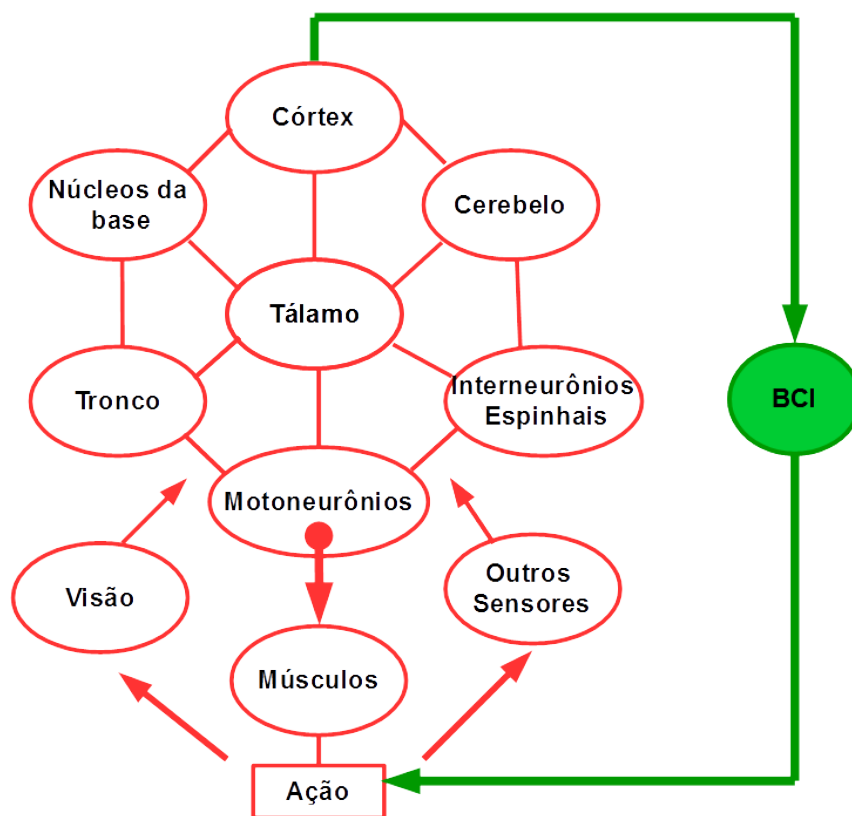 Córtex
Núcleos da
base
Cerebelo
Tálamo
Tronco
Interneurônios
Espinhais
BCI
Motoneurônios
Visão
Outros
Sensores
Músculos
Ação